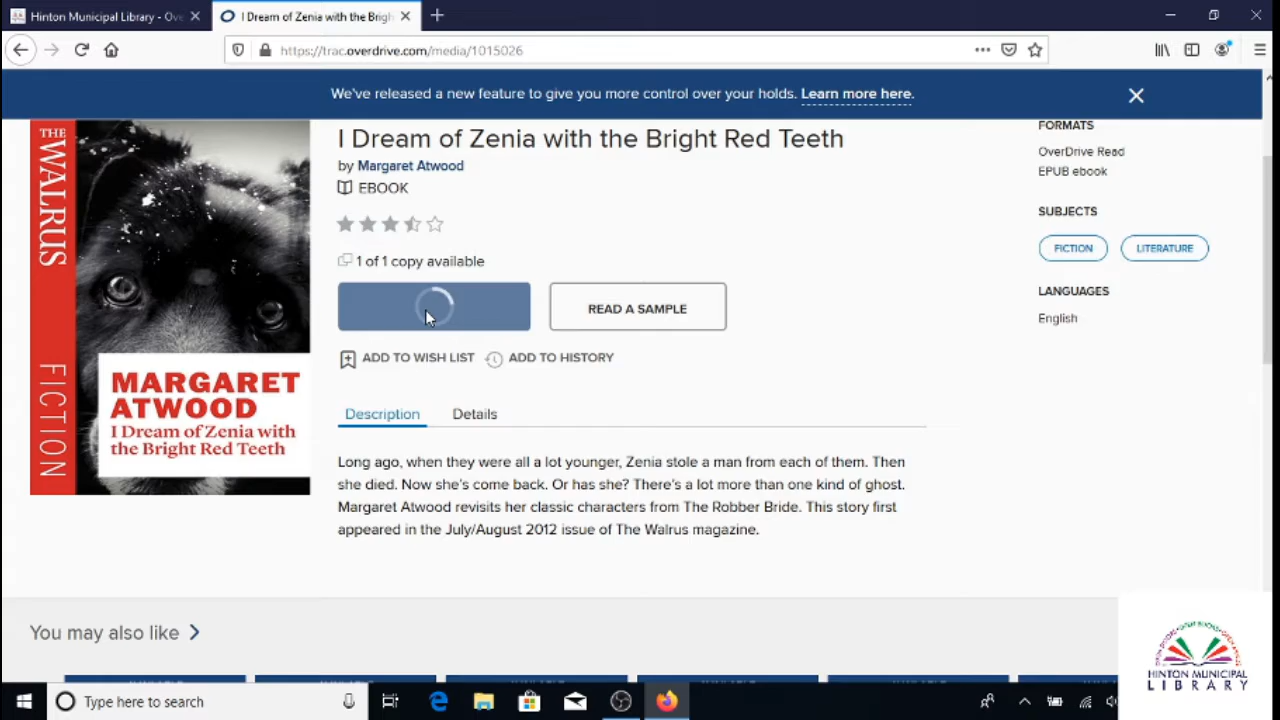 Hinton Municipal Library - Ove
I Dream of Zenia with the Brigh
https://trac.overdrive.com/media/1015026
We've released a new feature to give you more control over your holds. Learn more here.
THE WALRUS
FICTION
MARGARET
ATWOOD
I Dream of Zenia with
the Bright Red Teeth
I Dream of Zenia with the Bright Red Teeth
by Margaret Atwood
EBOOK
1 of 1 copy available
READ A SAMPLE
ADD TO WISH LIST
ADD TO HISTORY
Description
Details
Long ago, when they were all a lot younger, Zenia stole a man from each of them. Then
she died. Now she's come back. Or has she? There's a lot more than one kind of ghost.
Margaret Atwood revisits her classic characters from The Robber Bride. This story first
appeared in the July/August 2012 issue of The Walrus magazine.
FORMATS
OverDrive Read
EPUB ebook
SUBJECTS
FICTION
LITERATURE
LANGUAGES
English
You may also like
HINTON MUNICIPAL
LIBRARY
Type here to search